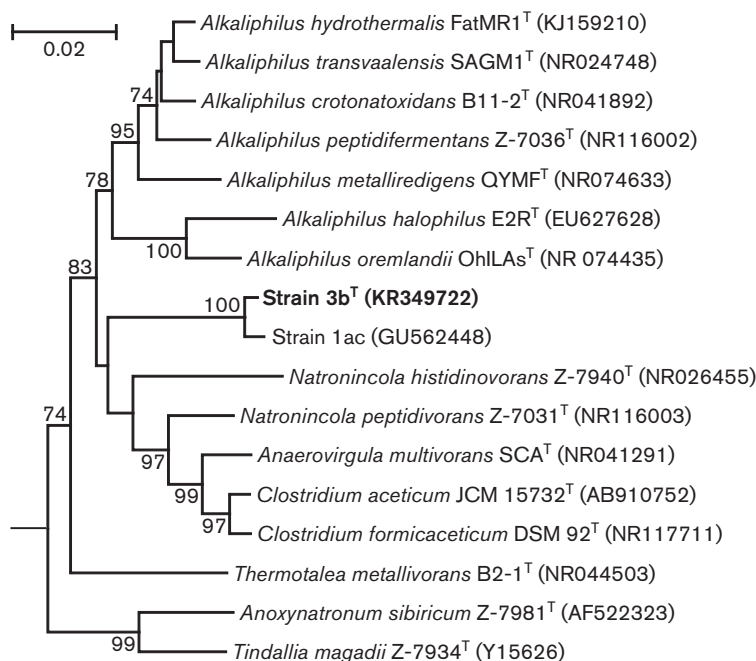 Alkaliphilus hydrothermalis FatMR1ᵀ (KJ159210)
0.02
Alkaliphilus transvaalensis SAGM1ᵀ (NR024748)
74
Alkaliphilus crotonatoxidans B11-2ᵀ (NR041892)
95
Alkaliphilus peptidifermentans Z-7036ᵀ (NR116002)
78
Alkaliphilus metalliredigens QYMFᵀ (NR074633)
Alkaliphilus halophilus E2Rᵀ (EU627628)
100
Alkaliphilus oremlandii OhILAsᵀ (NR 074435)
83
100
Strain 3bᵀ (KR349722)
Strain 1ac (GU562448)
Natronincola histidinovorans Z-7940ᵀ (NR026455)
74
Natronincola peptidivorans Z-7031ᵀ (NR116003)
97
Anaerovirgula multivorans SCAᵀ (NR041291)
99
Clostridium aceticum JCM 15732ᵀ (AB910752)
97
Clostridium formicaceticum DSM 92ᵀ (NR117711)
Thermotalea metallivorans B2-1ᵀ (NR044503)
Anoxynatronum sibiricum Z-7981ᵀ (AF522323)
99
Tindallia magadii Z-7934ᵀ (Y15626)